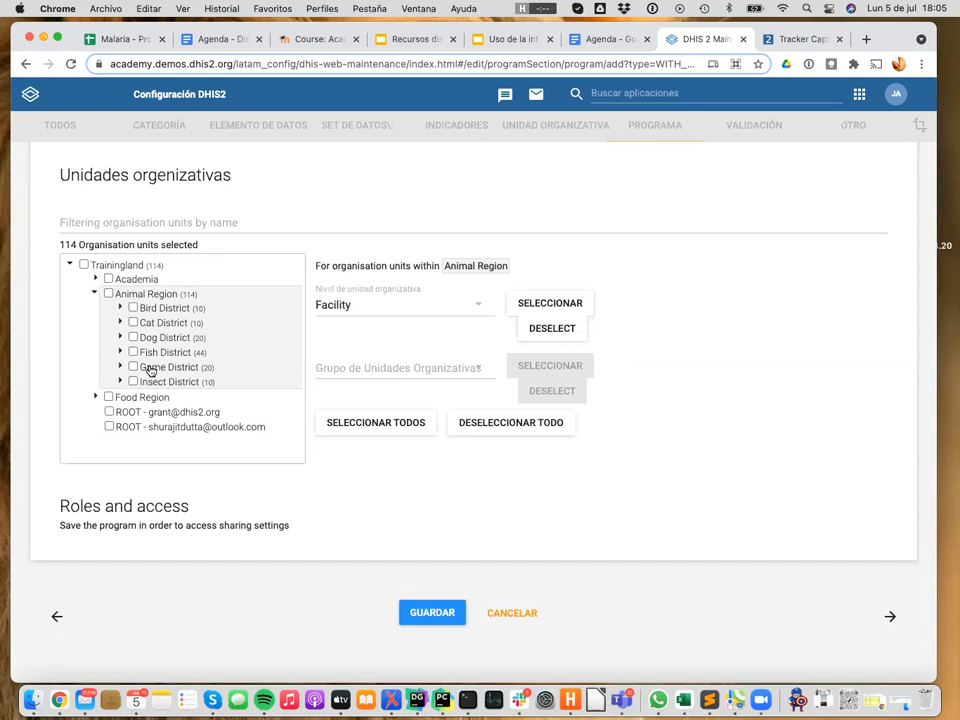 Chrome Archivo Editar Ver Historial Favoritos Perfiles Pestaña Ventana Ayuda H --:-- Lun 5 de jul 18:05
Malaria - Pro Agenda - Dis Course: Aca Recursos dis Uso de la inf Agenda - Go DHIS 2 Main Tracker Capt
academy.demos.dhis2.org/latam_config/dhis-web-maintenance/index.html#/edit/programSection/program/add?type=WITH_...
Configuración DHIS2 Buscar aplicaciones JA
TODOS CATEGORÍA ELEMENTO DE DATOS SET DE DATOS\; INDICADORES UNIDAD ORGANIZATIVA PROGRAMA VALIDACIÓN OTRO
Unidades orgenizativas
4.20
Filtering organisation units by name
114 Organisation units selected
Trainingland (114)
Academia
Animal Region (114)
Bird District (10)
Cat District (10)
Dog District (20)
Fish District (44)
Game District (20)
Insect District (10)
Food Region
ROOT - grant@dhis2.org
ROOT - shurajitdutta@outlook.com
For organisation units within Animal Region
Nivel de unidad organizativa
Facility
SELECCIONAR
DESELECT
Grupo de Unidades Organizativas
SELECCIONAR
DESELECT
SELECCIONAR TODOS DESELECCIONAR TODO
Roles and access
Save the program in order to access sharing settings
GUARDAR CANCELAR